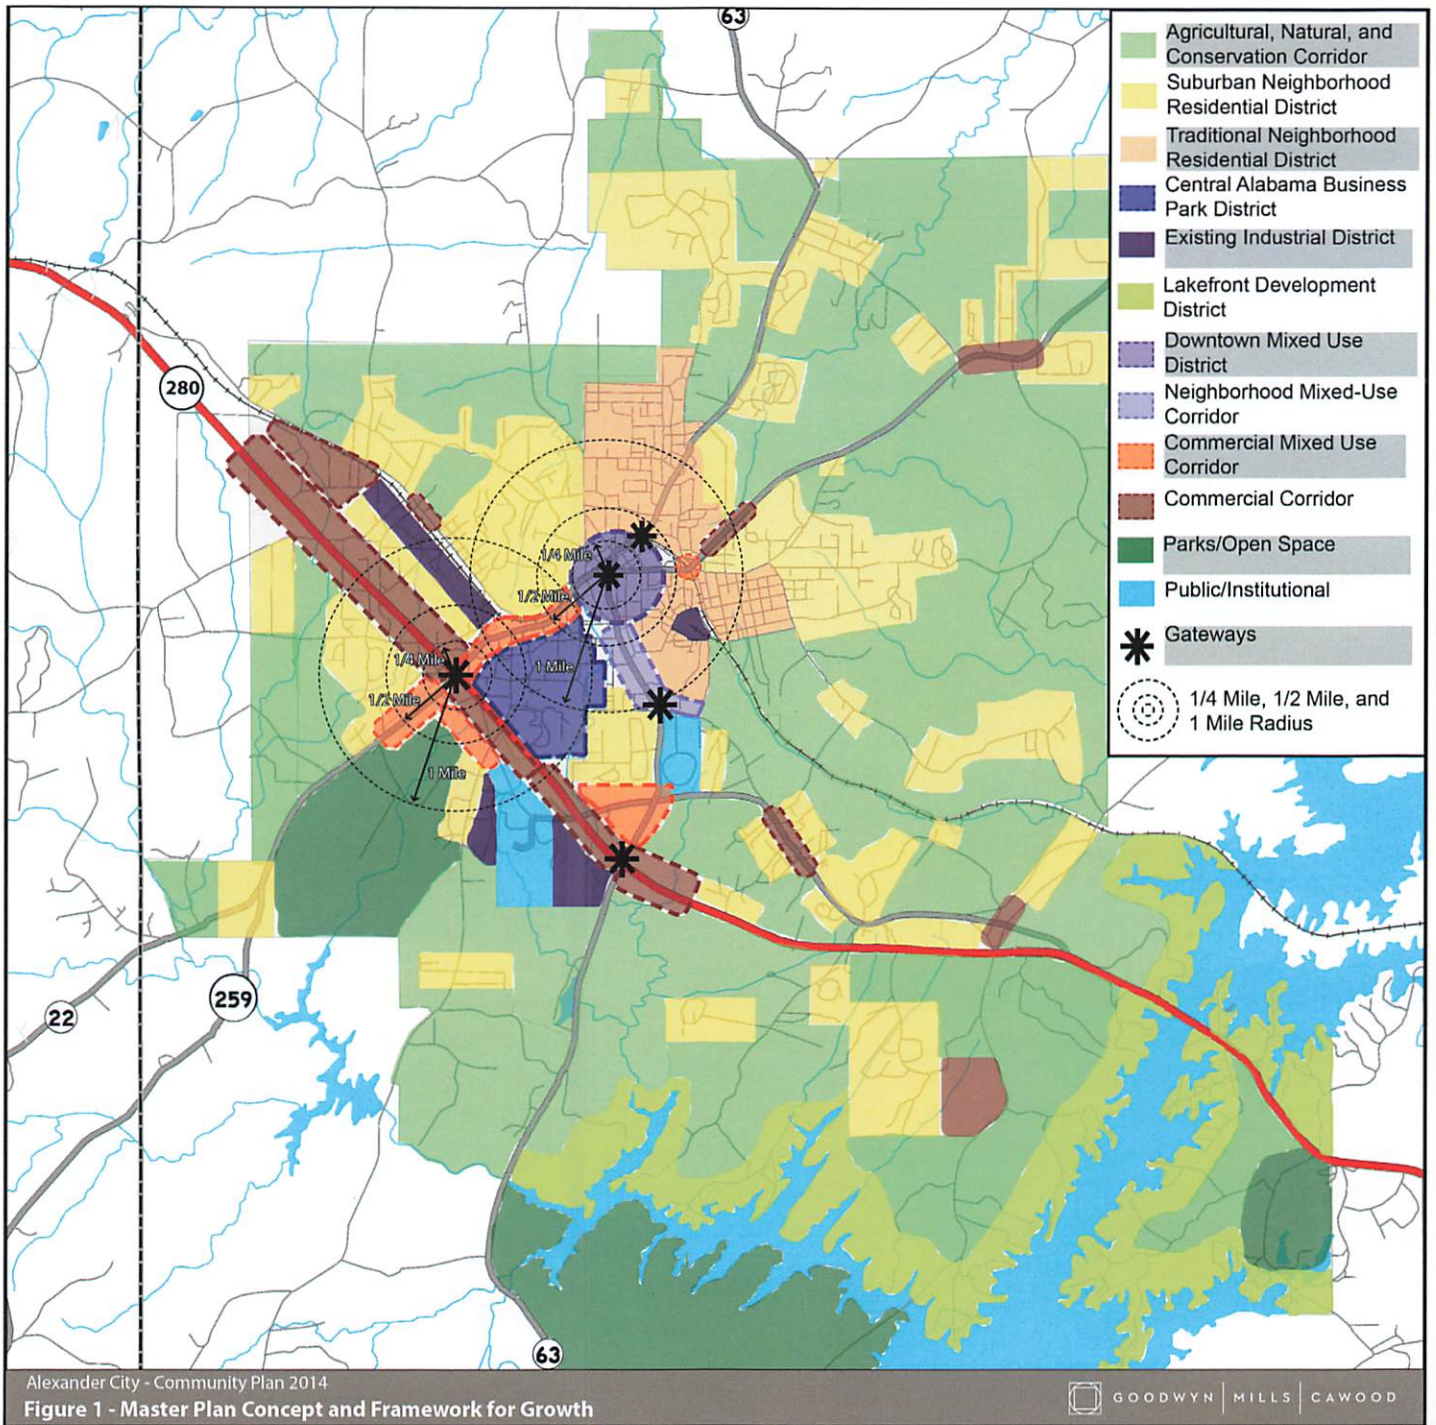 63
Agricultural, Natural, and
Conservation Corridor
Suburban Neighborhood
Residential District
Traditional Neighborhood
Residential District
Central Alabama Business
Park District
Existing Industrial District
Lakefront Development
District
Downtown Mixed Use
District
Neighborhood Mixed-Use
Corridor
Commercial Mixed Use
Corridor
Commercial Corridor
Parks/Open Space
Public/Institutional
Gateways
1/4 Mile, 1/2 Mile, and
1 Mile Radius
280
1/4 Mile
1/2 Mile
1 Mile
1/4 Mile
1/2 Mile
1 Mile
259
22
63
Alexander City - Community Plan 2014
Figure 1 - Master Plan Concept and Framework for Growth
GOODWYN | MILLS | CAWOOD